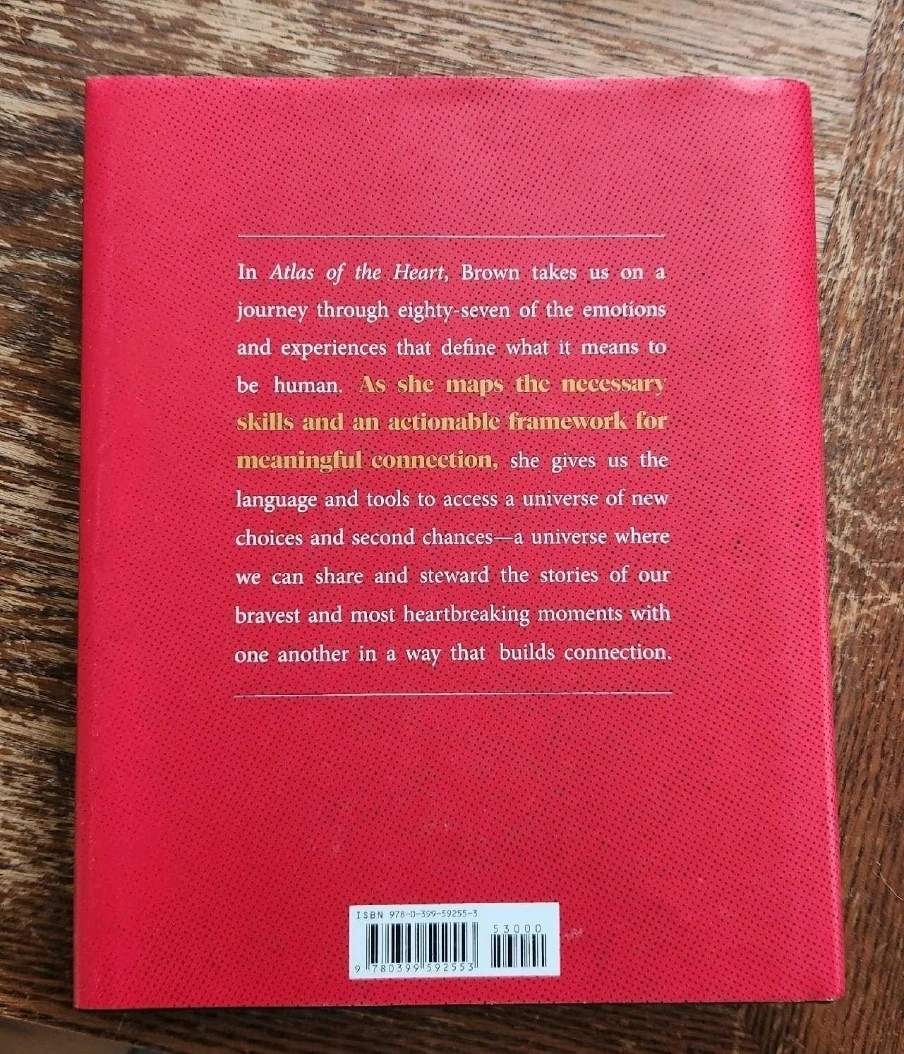 In Atlas of the Heart, Brown takes us on a
journey through eighty-seven of the emotions
and experiences that define what it means to
be human. As she maps the necessary
skills and an actionable framework for
meaningful connection, she gives us the
language and tools to access a universe of new
choices and second chances—a universe where
we can share and steward the stories of our
bravest and most heartbreaking moments with
one another in a way that builds connection.
ISBN 978-0-399-59255-3
53000
9 780399 592553